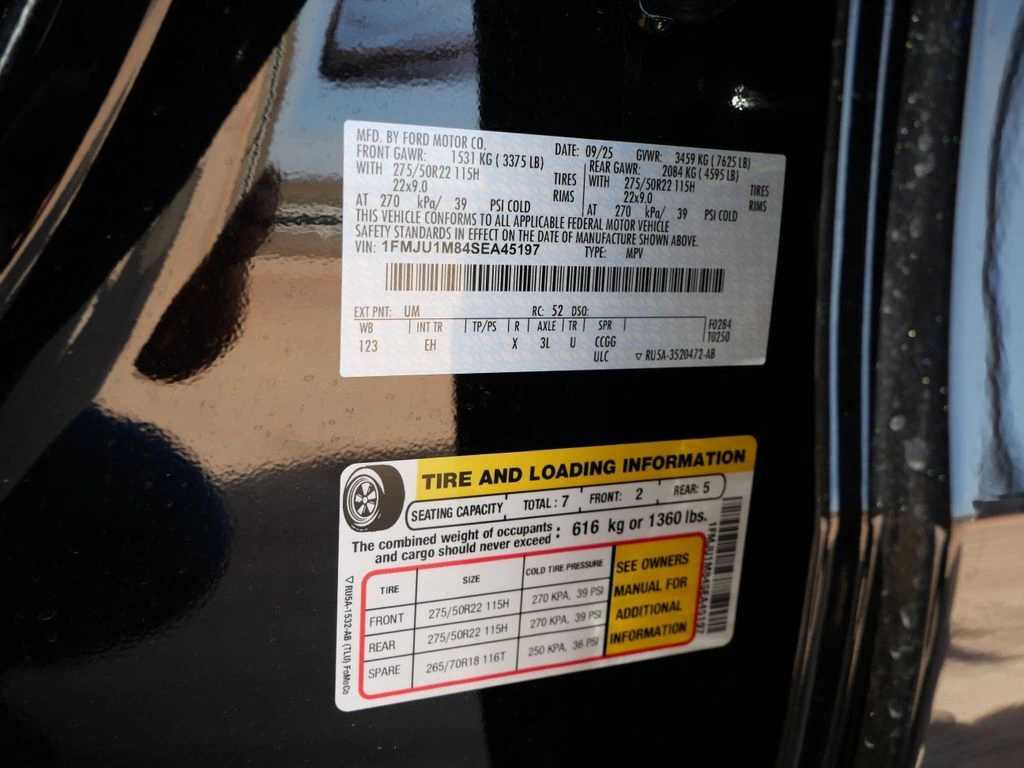 MFD. BY FORD MOTOR CO. DATE: 09/25 GVWR: 3459 KG ( 7625 LB)
FRONT GAWR: 1531 KG ( 3375 LB) REAR GAWR: 2084 KG ( 4595 LB)
WITH 275/50R22 115H TIRES WITH 275/50R22 115H TIRES
22x9.0 RIMS 22x9.0 RIMS
AT 270 kPa/ 39 PSI COLD AT 270 kPa/ 39 PSI COLD
THIS VEHICLE CONFORMS TO ALL APPLICABLE FEDERAL MOTOR VEHICLE
SAFETY STANDARDS IN EFFECT ON THE DATE OF MANUFACTURE SHOWN ABOVE.
VIN: 1FMJU1M84SEA45197 TYPE: MPV
EXT PNT: UM RC: 52 DSO:
WB INT TR TP/PS R AXLE TR SPR F0284
123 EH X 3L U CCGG T0250
ULC ▽ RU5A-3520472-AB
TIRE AND LOADING INFORMATION
SEATING CAPACITY TOTAL : 7 FRONT: 2 REAR: 5
The combined weight of occupants and cargo should never exceed : 616 kg or 1360 lbs.
TIRE SIZE COLD TIRE PRESSURE
FRONT 275/50R22 115H 270 KPA, 39 PSI
REAR 275/50R22 115H 270 KPA, 39 PSI
SPARE 265/70R18 116T 250 KPA, 36 PSI
SEE OWNERS
MANUAL FOR
ADDITIONAL
INFORMATION
1FMJU1M84SEA45197
▽ RU5A-1532-AB (TLU) FoMoCo